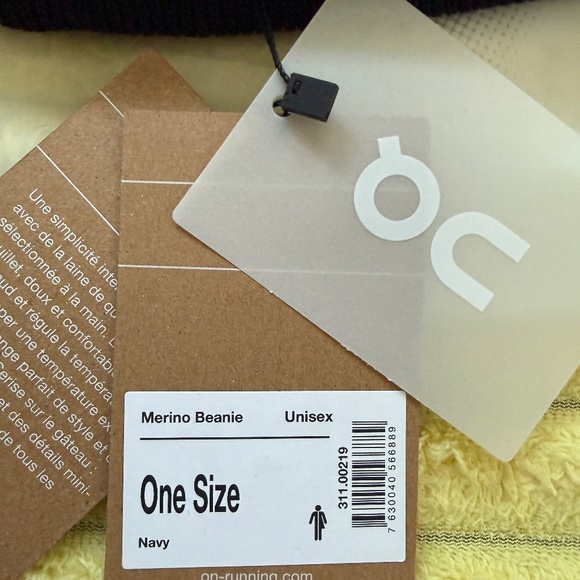 Une simplicité
avec de la laine de
sélectionnée à la main.
doux et confortable
et régule la
une température
parfait de style et
cerise sur le gâteau :
et des détails mini-
de tous les
On
Merino Beanie Unisex
One Size
Navy
311.00219
7 630040 566889
on-running.com